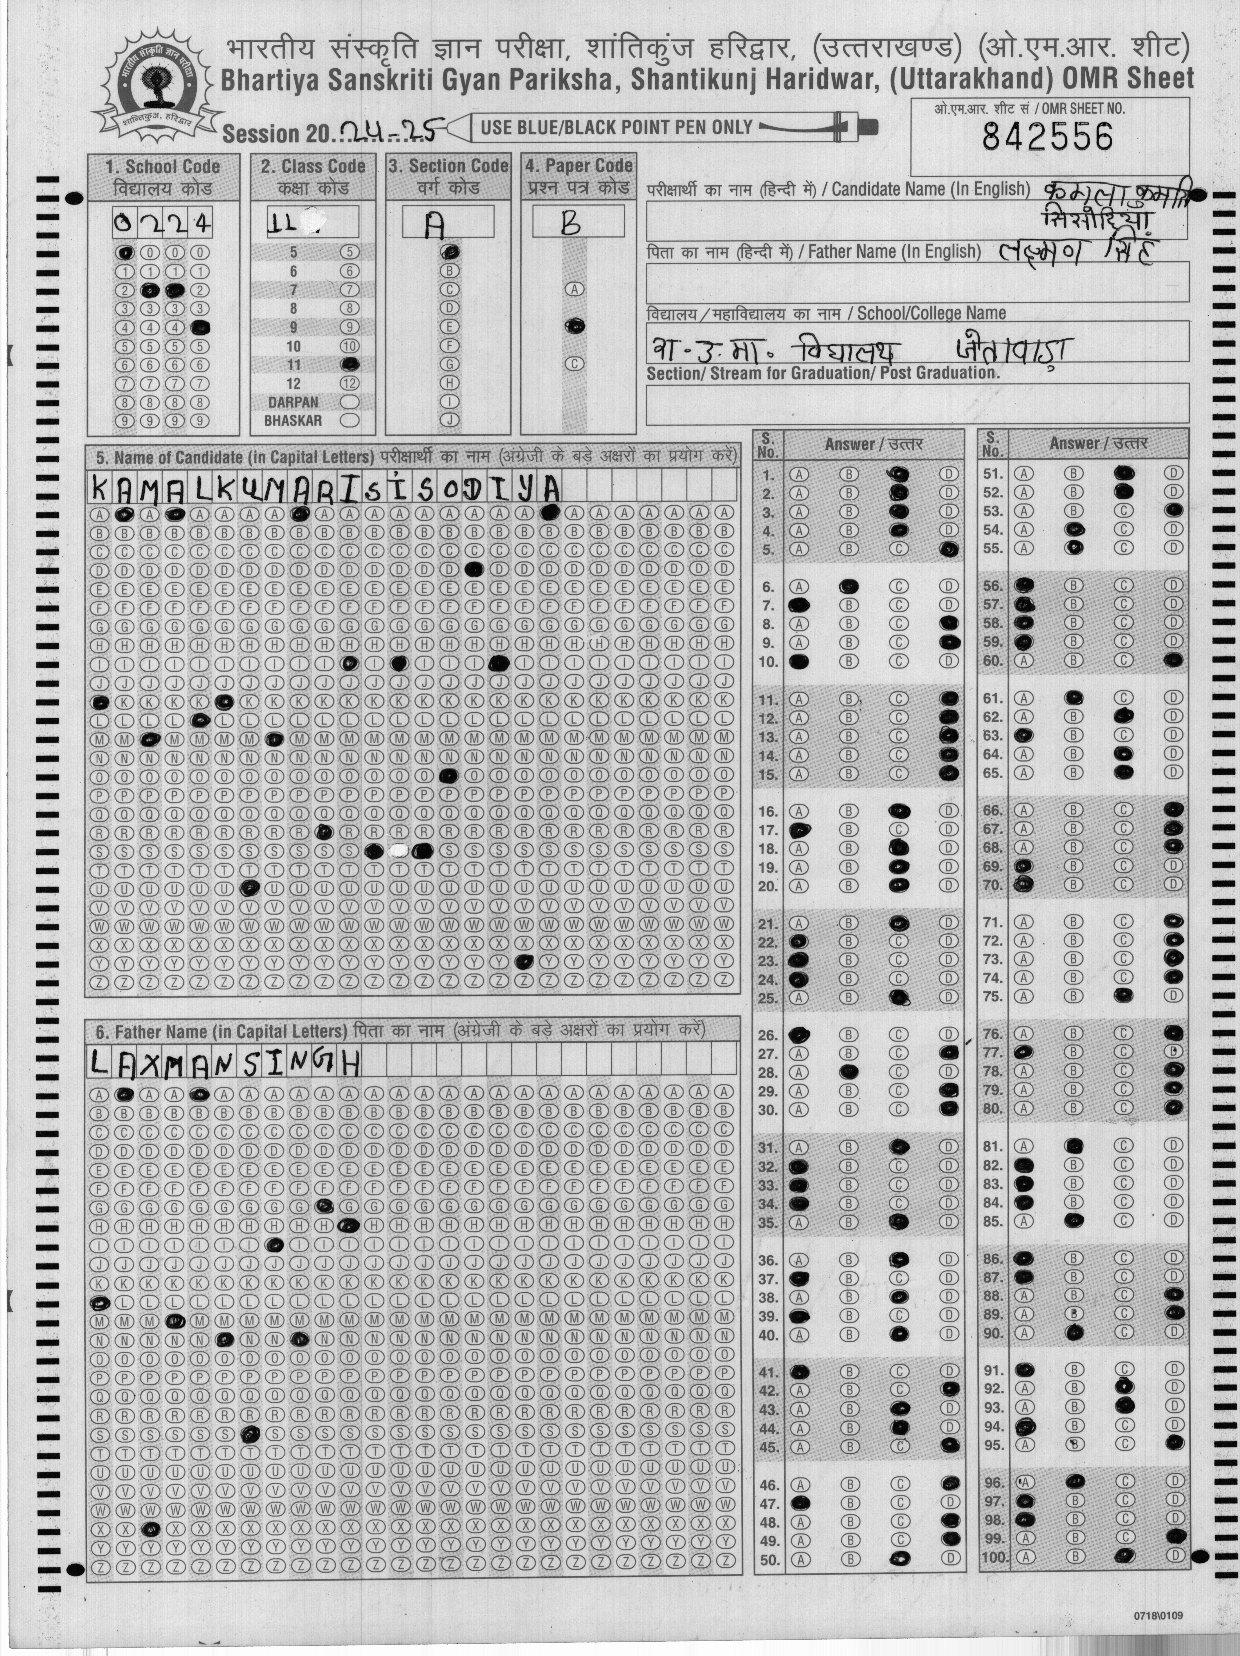 भारतीय संस्कृति ज्ञान परीक्षा, शांतिकुंज हरिद्वार, (उत्तराखण्ड) (ओ.एम.आर. शीट)
Bhartiya Sanskriti Gyan Pariksha, Shantikunj Haridwar, (Uttarakhand) OMR Sheet
Session 20..24-25
USE BLUE/BLACK POINT PEN ONLY
ओ.एम.आर. शीट सं / OMR SHEET NO.
842556
1. School Code
विद्यालय कोड
0224
2. Class Code
कक्षा कोड
11
5 6 7 8 9 10 11 12 DARPAN BHASKAR
3. Section Code
वर्ग कोड
A
4. Paper Code
प्रश्न पत्र कोड
B
परीक्षार्थी का नाम (हिन्दी में) / Candidate Name (In English)
सिसोदिया
पिता का नाम (हिन्दी में) / Father Name (In English) लक्ष्मण सिंह
विद्यालय/महाविद्यालय का नाम / School/College Name
रा.उ.मा. विद्यालय जेतावाड़ा
Section/ Stream for Graduation/ Post Graduation.
5. Name of Candidate (in Capital Letters) परीक्षार्थी का नाम (अंग्रेजी के बड़े अक्षरों का प्रयोग करें)
KAMALKUMARISISODIYA
6. Father Name (in Capital Letters) पिता का नाम (अंग्रेजी के बड़े अक्षरों का प्रयोग करें)
LAXMANSINGH
S. No. Answer / उत्तर
S. No. Answer / उत्तर
0718\0109